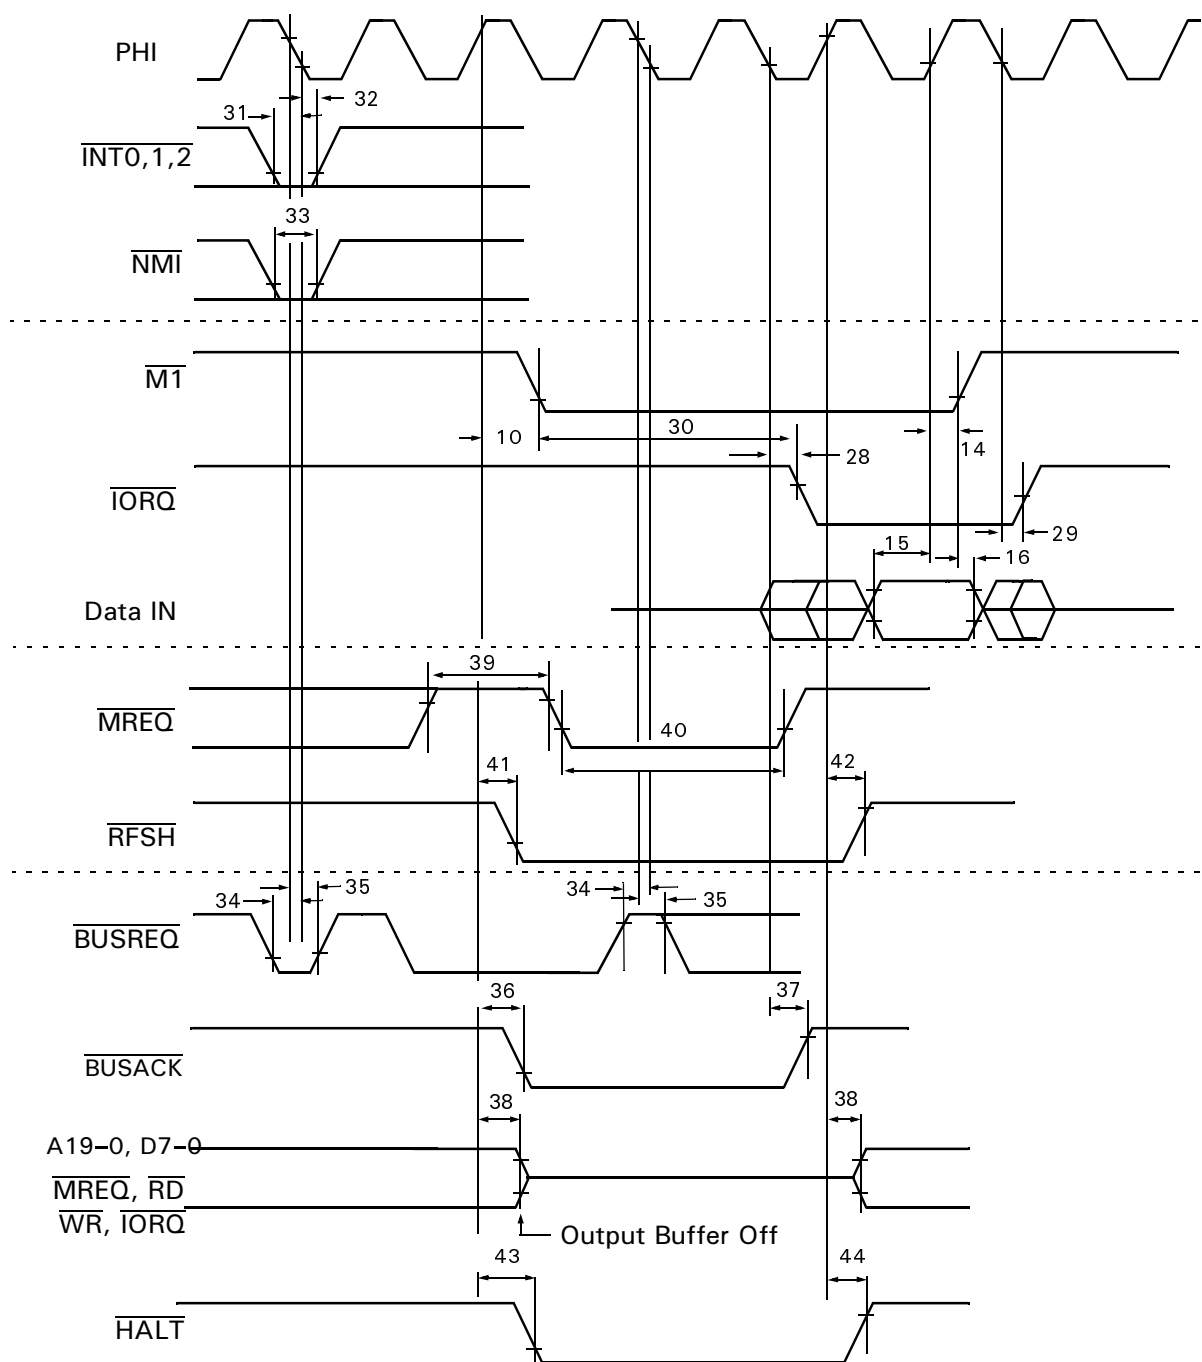 PHI
31
32
INT0,1,2
33
NMI
M1
10
30
14
28
IORQ
29
15
16
Data IN
39
MREQ
40
41
42
RFSH
34
35
34
35
BUSREQ
36
37
BUSACK
38
38
A19–0, D7–0
MREQ, RD
WR, IORQ
Output Buffer Off
43
44
HALT